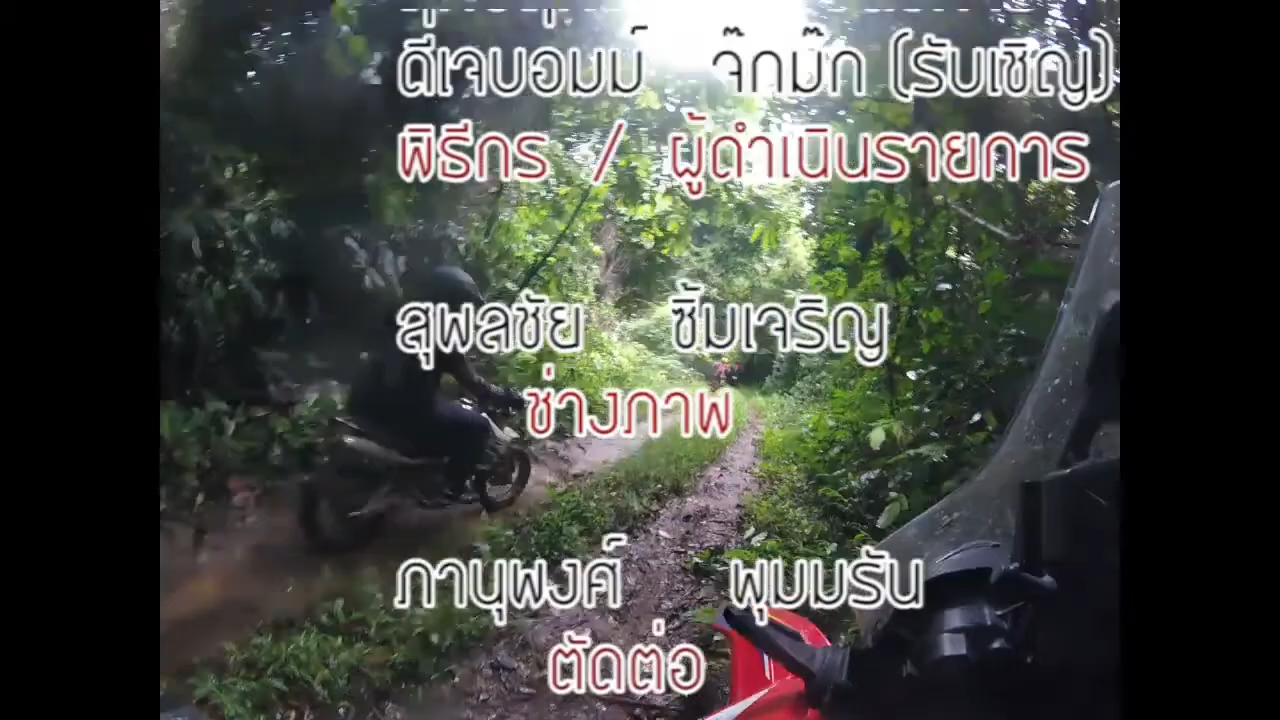 ดีเจบอมม์ จ๊กม๊ก (รับเชิญ)
พิธีกร / ผู้ดำเนินรายการ
สุพลชัย ซิ้มเจริญ
ช่างภาพ
ภานุพงศ์ พุมมรัน
ตัดต่อ